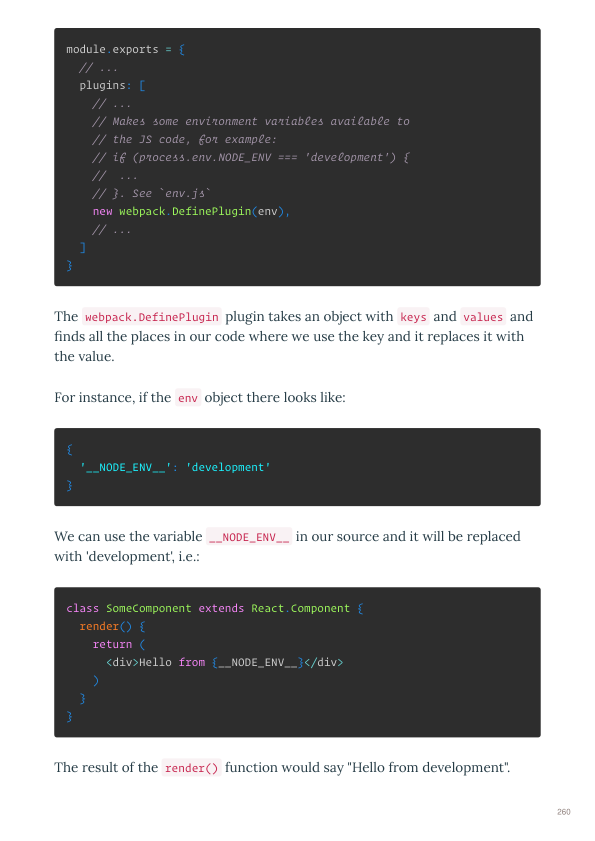 module.exports = {
  // ...
  plugins: [
    // ...
    // Makes some environment variables available to
    // the JS code, for example:
    // if (process.env.NODE_ENV === 'development') {
    //  ...
    // }. See `env.js`
    new webpack.DefinePlugin(env),
    // ...
  ]
}
The webpack.DefinePlugin plugin takes an object with keys and values and
finds all the places in our code where we use the key and it replaces it with
the value.
For instance, if the env object there looks like:
{
  '__NODE_ENV__': 'development'
}
We can use the variable __NODE_ENV__ in our source and it will be replaced
with 'development', i.e.:
class SomeComponent extends React.Component {
  render() {
    return (
      <div>Hello from {__NODE_ENV__}</div>
    )
  }
}
The result of the render() function would say "Hello from development".
260